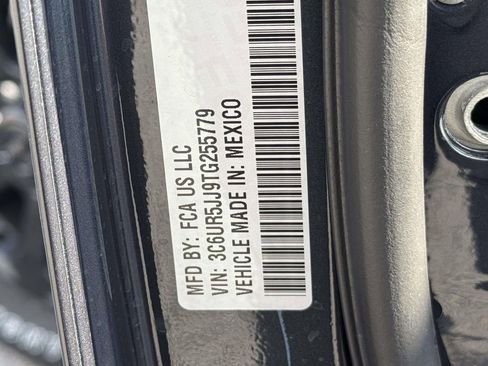 MFD BY: FCA US LLC
VIN: 3C6UR5JJ9TG255779
VEHICLE MADE IN: MEXICO